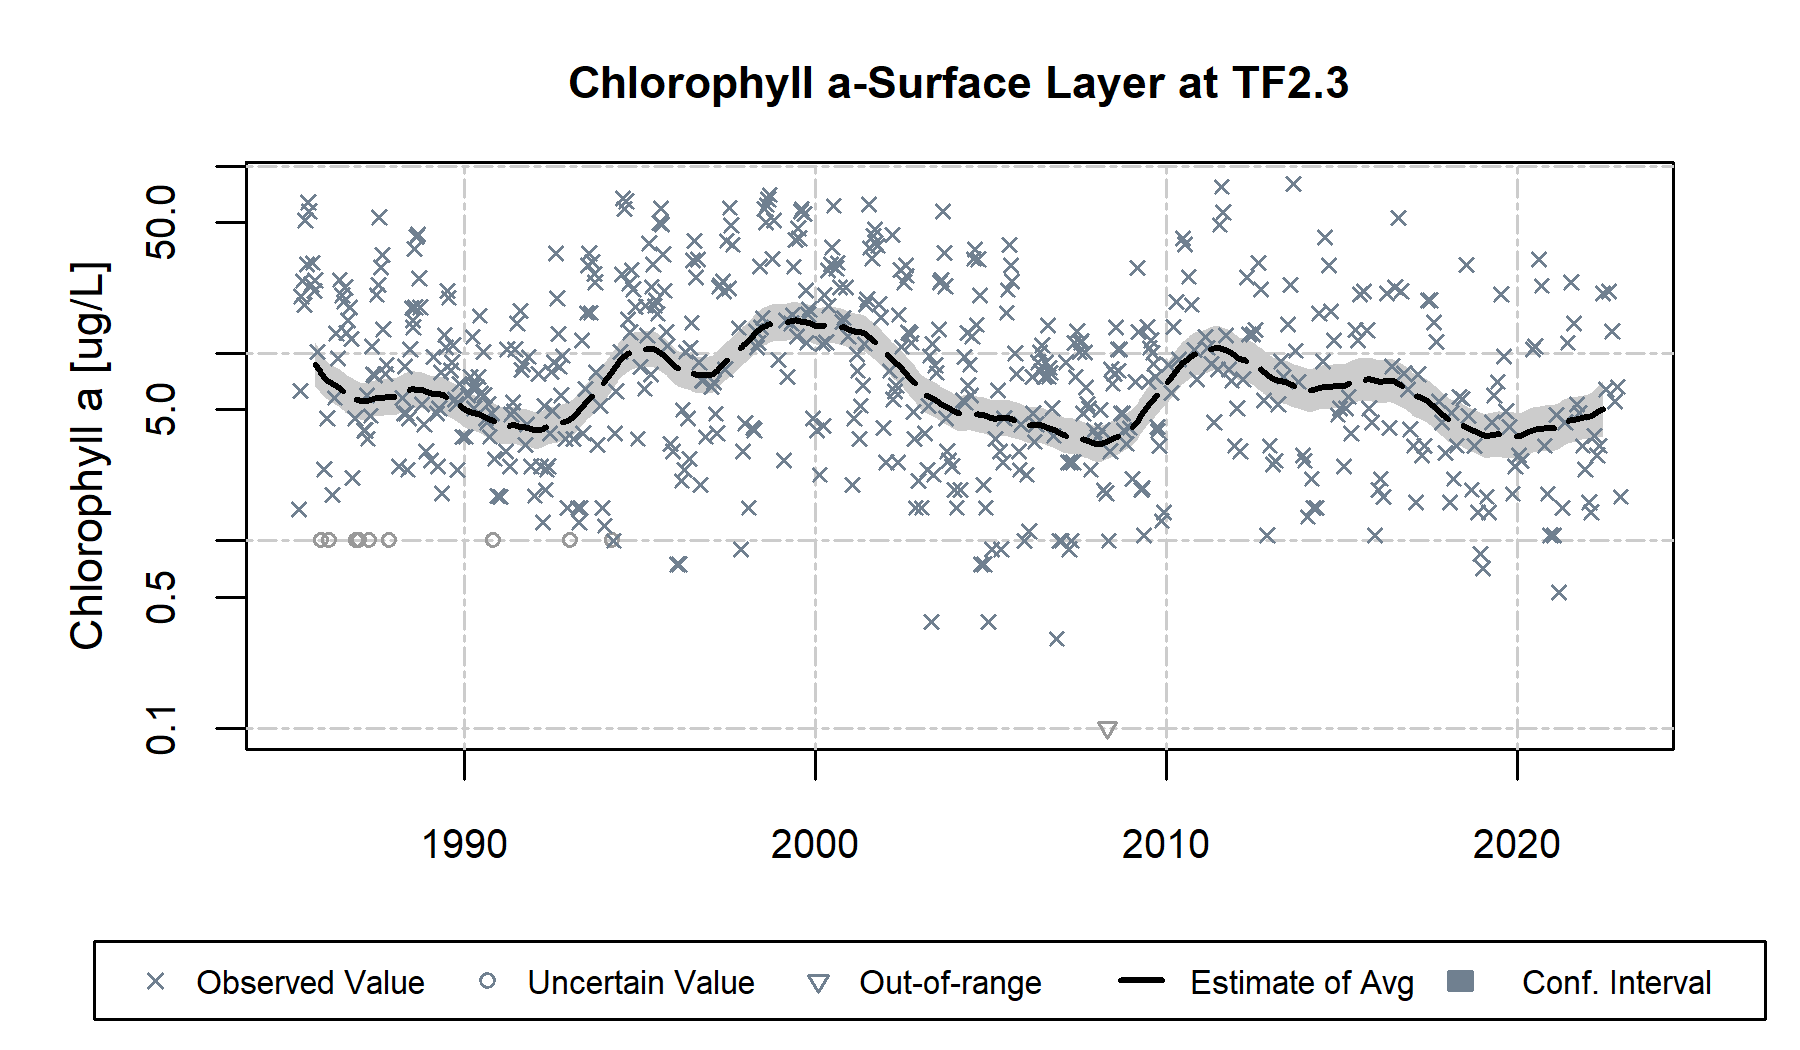 Chlorophyll a-Surface Layer at TF2.3
Chlorophyll a [ug/L]
50.0
5.0
0.5
0.1
1990 2000 2010 2020
Observed Value Uncertain Value Out-of-range Estimate of Avg Conf. Interval